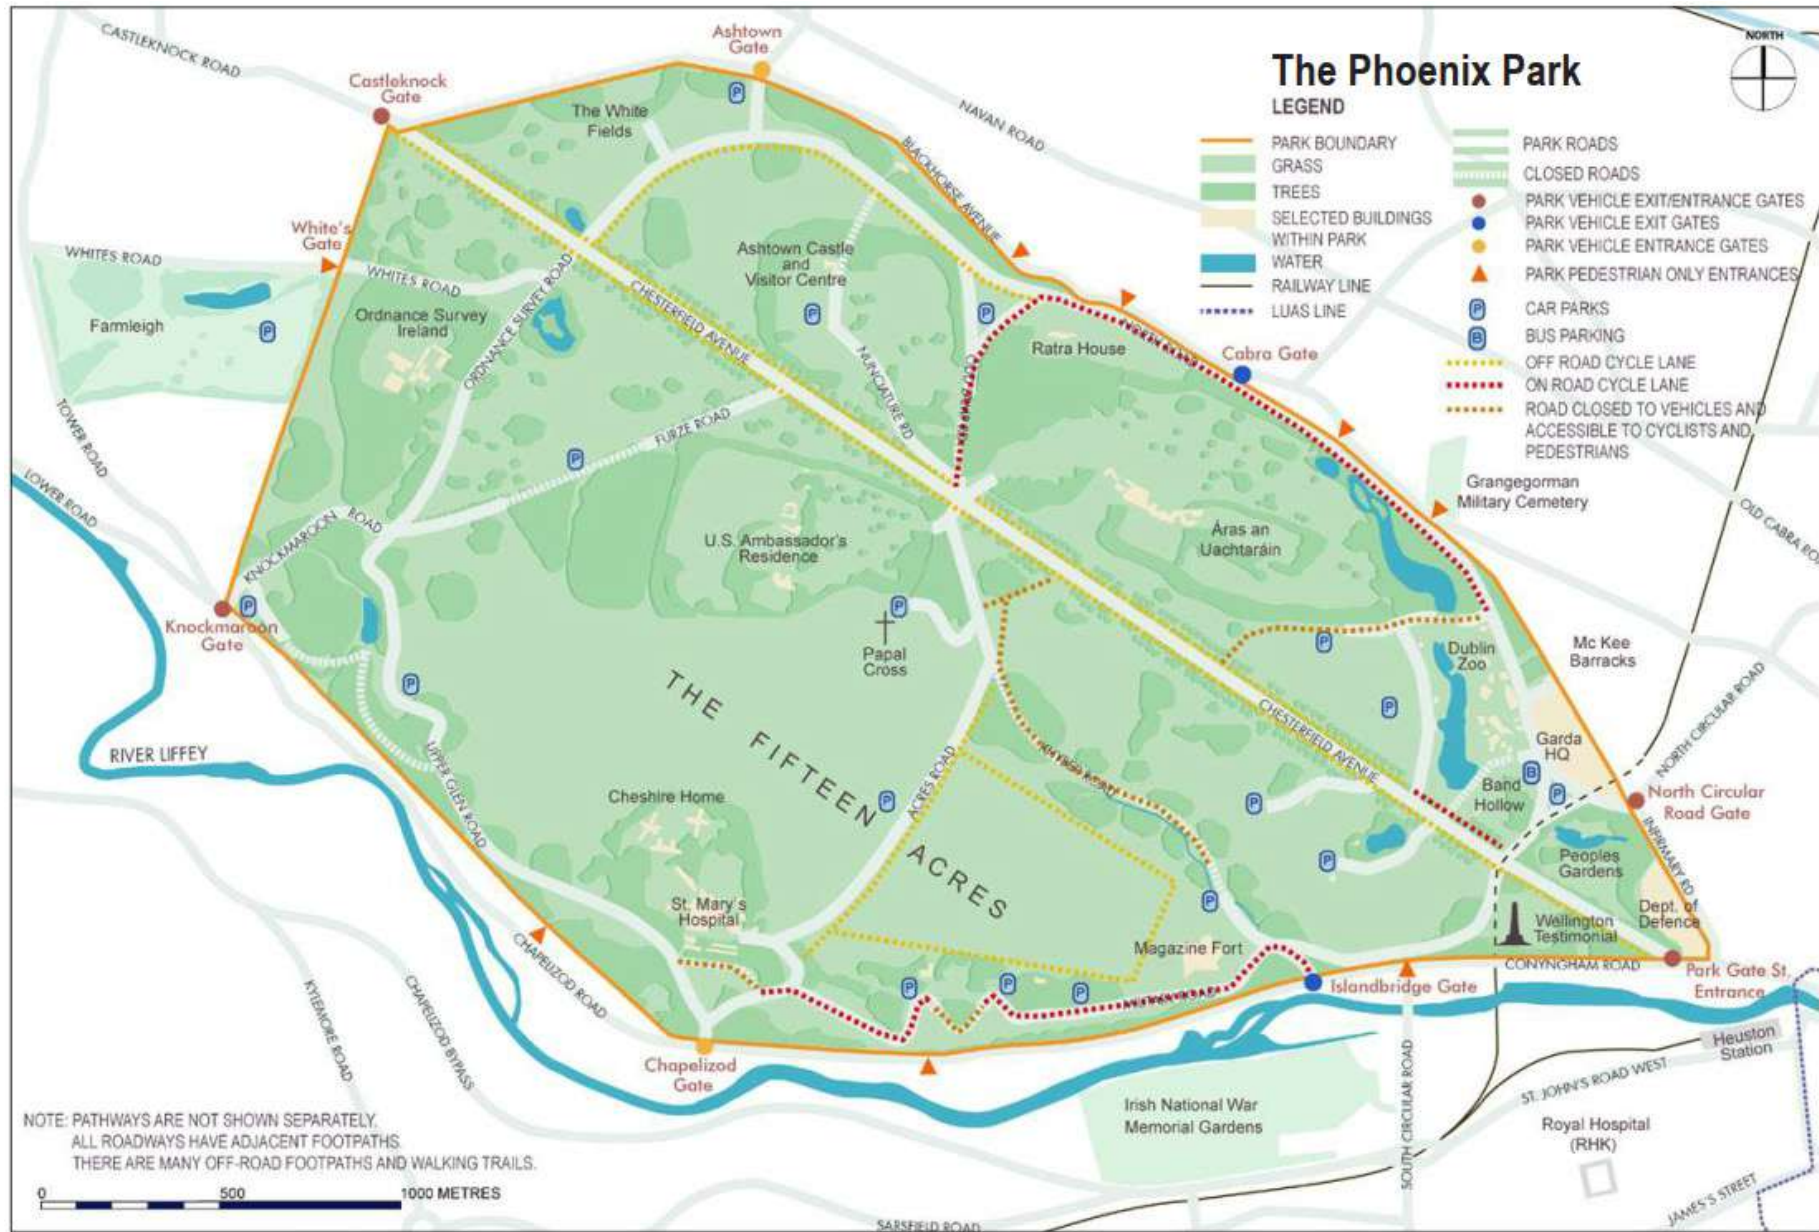 The Phoenix Park
LEGEND
PARK BOUNDARY
GRASS
TREES
SELECTED BUILDINGS
WITHIN PARK
WATER
RAILWAY LINE
LUAS LINE
PARK ROADS
CLOSED ROADS
PARK VEHICLE EXIT/ENTRANCE GATES
PARK VEHICLE EXIT GATES
PARK VEHICLE ENTRANCE GATES
PARK PEDESTRIAN ONLY ENTRANCES
P
CAR PARKS
B
BUS PARKING
OFF ROAD CYCLE LANE
ON ROAD CYCLE LANE
ROAD CLOSED TO VEHICLES AND
ACCESSIBLE TO CYCLISTS AND
PEDESTRIANS
NORTH
CASTLEKNOCK ROAD
Castleknock
Gate
Ashtown
Gate
P
The White
Fields
NAVAN ROAD
BLACKHORSE AVENUE
White's
Gate
WHITES ROAD
WHITES ROAD
Farmleigh
P
Ordnance Survey
Ireland
ORDNANCE SURVEY ROAD
CHESTERFIELD AVENUE
Ashtown Castle
and
Visitor Centre
P
P
NUNCIATURE RD
Ratra House
Cabra Gate
TOWER ROAD
LOWER ROAD
FURZE ROAD
P
KNOCKMAROON ROAD
U.S. Ambassador's
Residence
Áras an
Uachtaráin
Grangegorman
Military Cemetery
OLD CABRA
P
Knockmaroon
Gate
P
Papal
Cross
P
Dublin
Zoo
Mc Kee
Barracks
P
P
THE FIFTEEN ACRES
CHESTERFIELD AVENUE
NORTH CIRCULAR ROAD
RIVER LIFFEY
UPPER GLEN ROAD
Cheshire Home
P
ACRES ROAD
KHYBER ROAD
P
Garda
HQ
B
P
Band
Hollow
North Circular
Road Gate
INFIRMARY RD
P
Peoples
Gardens
St. Mary's
Hospital
P
Wellington
Testimonial
Dept. of
Defence
CHAPELIZOD ROAD
Magazine Fort
CONYNGHAM ROAD
Park Gate St.
Entrance
P
P
P
Islandbridge Gate
KYLEMORE ROAD
CHAPELIZOD BYPASS
Chapelizod
Gate
Heuston
Station
ST. JOHN'S ROAD WEST
SOUTH CIRCULAR ROAD
Irish National War
Memorial Gardens
Royal Hospital
(RHK)
JAMES'S STREET
SARSFIELD ROAD
NOTE: PATHWAYS ARE NOT SHOWN SEPARATELY.
ALL ROADWAYS HAVE ADJACENT FOOTPATHS.
THERE ARE MANY OFF-ROAD FOOTPATHS AND WALKING TRAILS.
0 500 1000 METRES